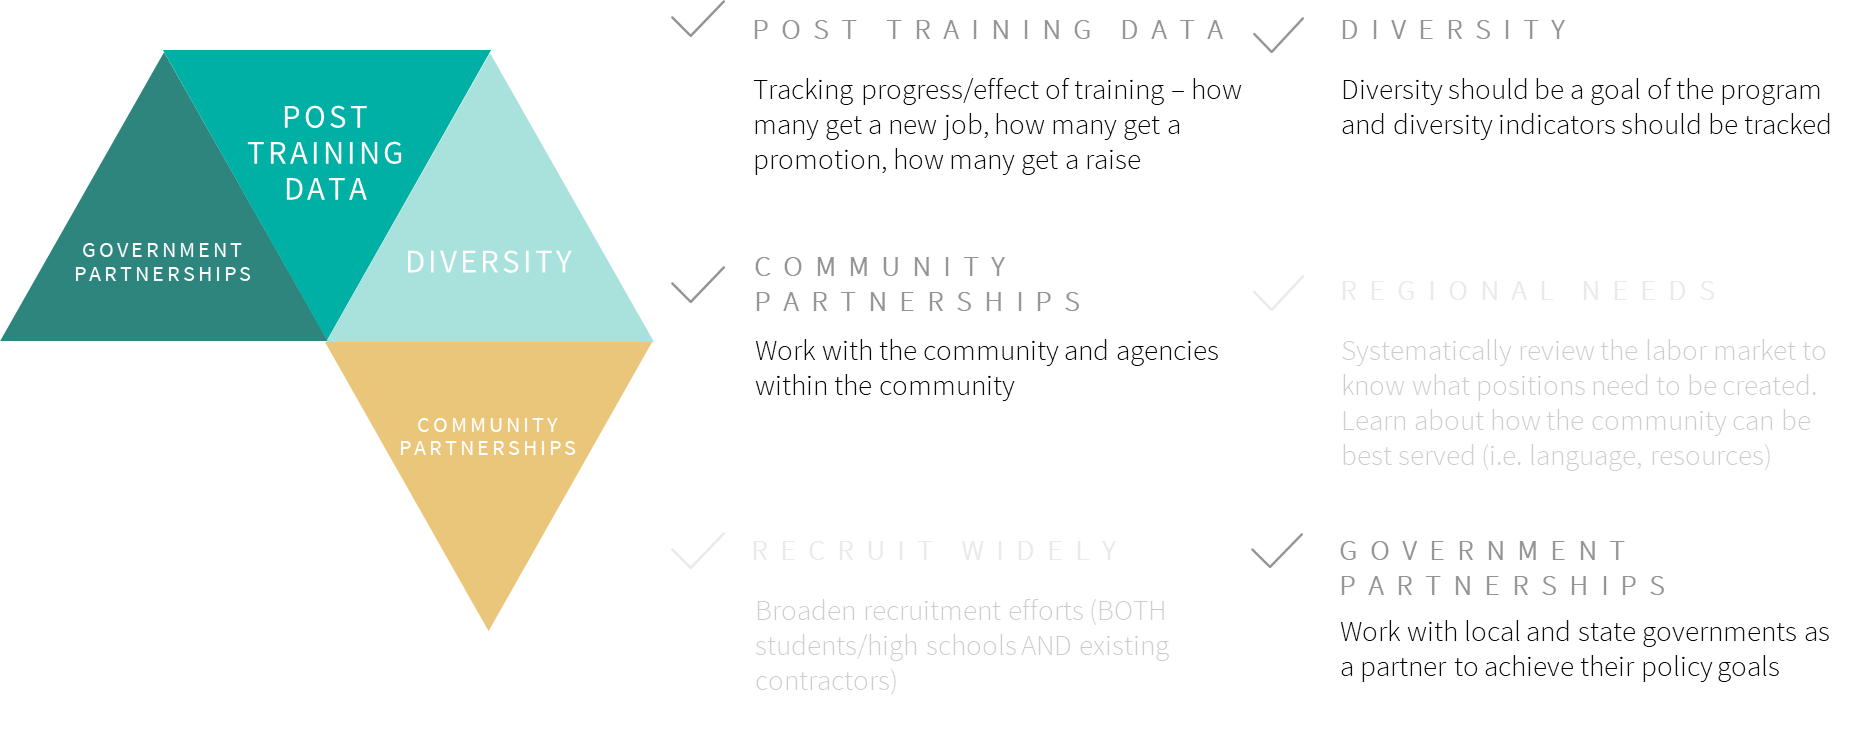 POST
TRAINING
DATA
GOVERNMENT
PARTNERSHIPS
DIVERSITY
COMMUNITY
PARTNERSHIPS
POST TRAINING DATA
Tracking progress/effect of training – how
many get a new job, how many get a
promotion, how many get a raise
DIVERSITY
Diversity should be a goal of the program
and diversity indicators should be tracked
COMMUNITY
PARTNERSHIPS
Work with the community and agencies
within the community
REGIONAL NEEDS
Systematically review the labor market to
know what positions need to be created.
Learn about how the community can be
best served (i.e. language, resources)
RECRUIT WIDELY
Broaden recruitment efforts (BOTH
students/high schools AND existing
contractors)
GOVERNMENT
PARTNERSHIPS
Work with local and state governments as
a partner to achieve their policy goals